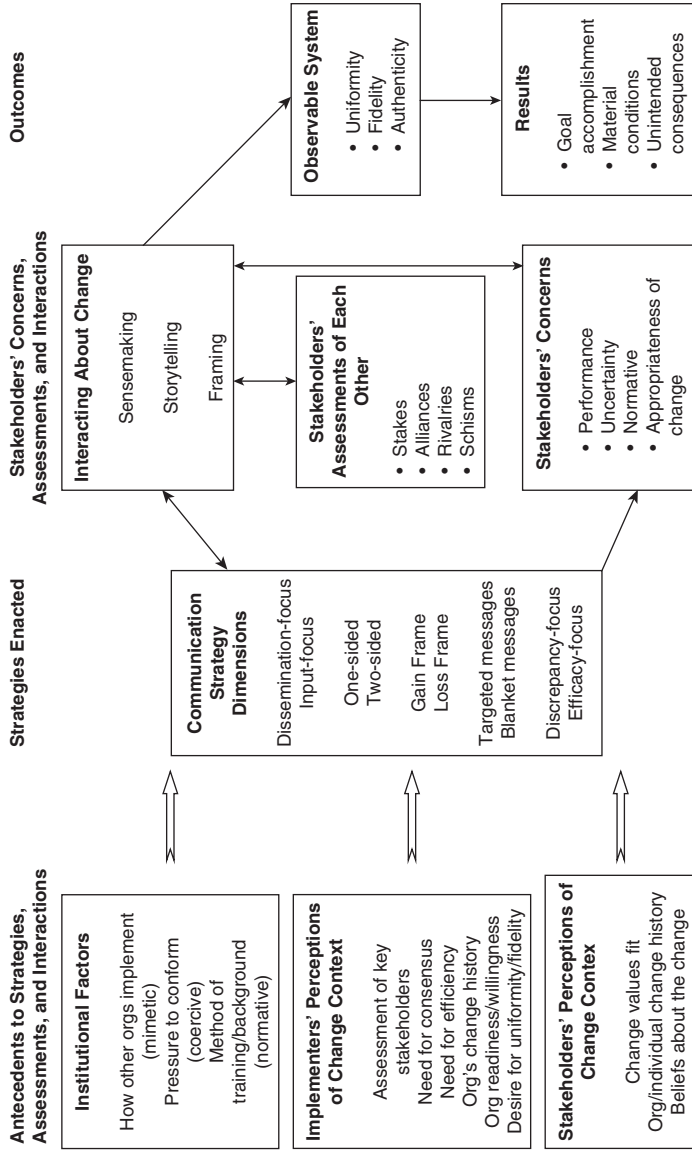 Antecedents to Strategies,
Assessments, and Interactions
Institutional Factors
How other orgs implement
(mimetic)
Pressure to conform
(coercive)
Method of
training/background
(normative)
Implementers' Perceptions
of Change Context
Assessment of key
stakeholders
Need for consensus
Need for efficiency
Org's change history
Org readiness/willingness
Desire for uniformity/fidelity
Stakeholders' Perceptions of
Change Contex
Change values fit
Org/individual change history
Beliefs about the change
Strategies Enacted
Communication
Strategy
Dimensions
Dissemination-focus
Input-focus
One-sided
Two-sided
Gain Frame
Loss Frame
Targeted messages
Blanket messages
Discrepancy-focus
Efficacy-focus
Stakeholders' Concerns,
Assessments, and Interactions
Interacting About Change
Sensemaking
Storytelling
Framing
Stakeholders'
Assessments of Each
Other
• Stakes
• Alliances
• Rivalries
• Schisms
Stakeholders' Concerns
• Performance
• Uncertainty
• Normative
• Appropriateness of
change
Outcomes
Observable System
• Uniformity
• Fidelity
• Authenticity
Results
• Goal
accomplishment
• Material
conditions
• Unintended
consequences